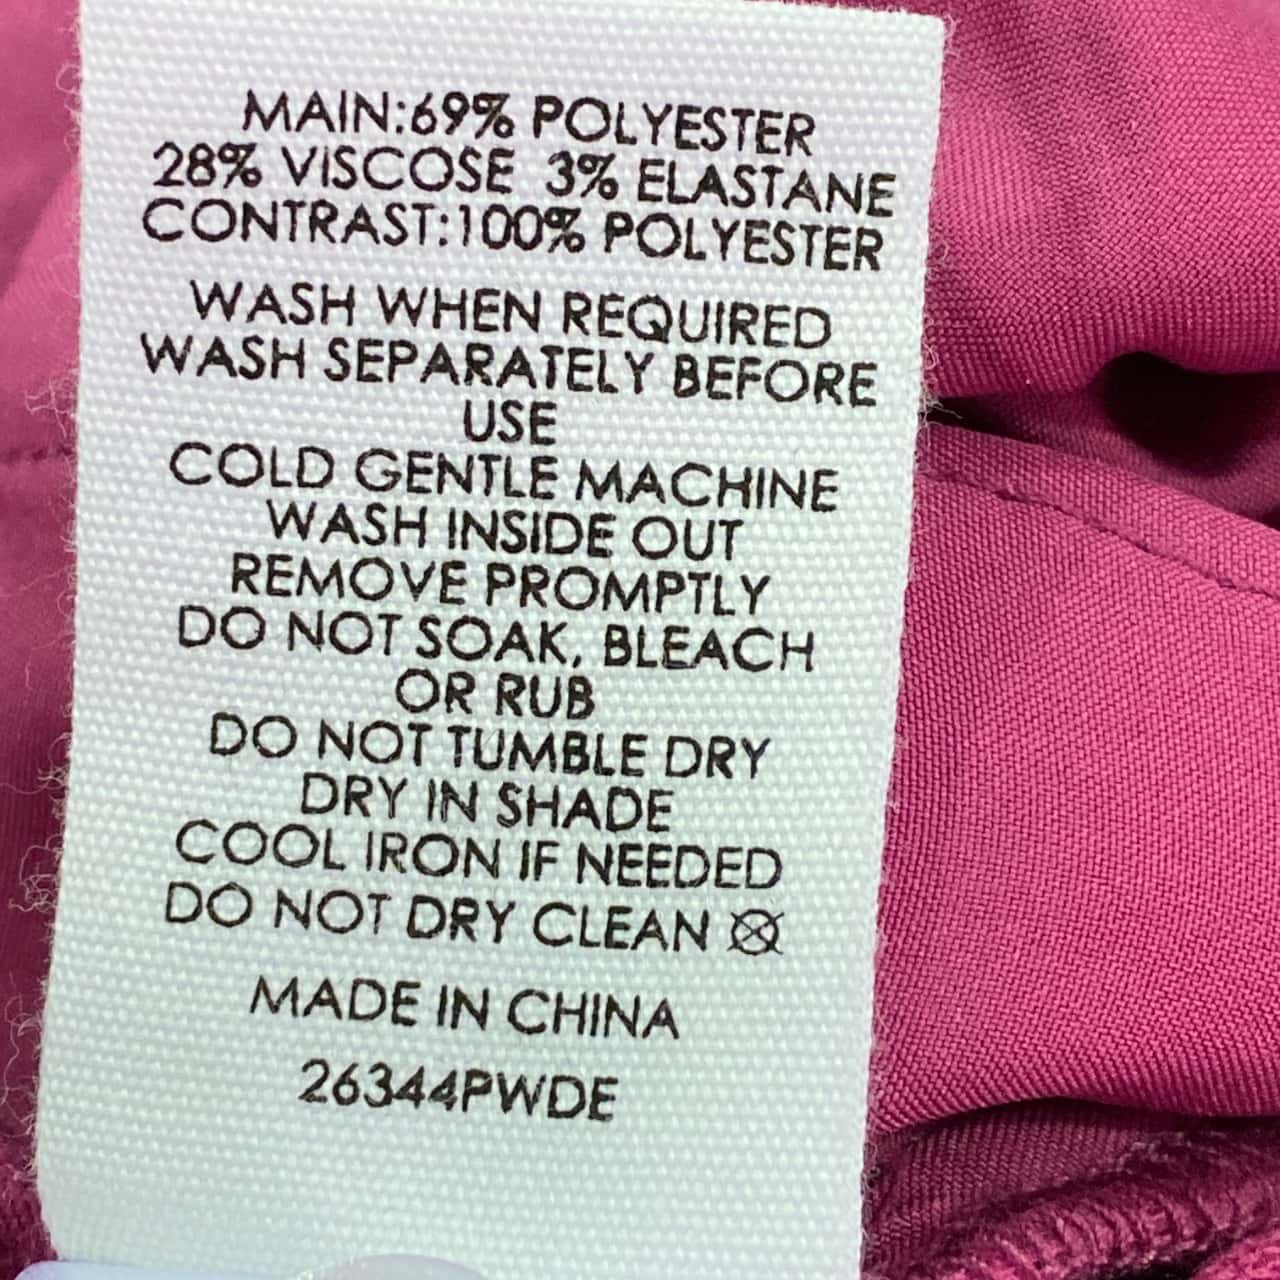 MAIN:69% POLYESTER
28% VISCOSE 3% ELASTANE
CONTRAST:100% POLYESTER
WASH WHEN REQUIRED
WASH SEPARATELY BEFORE
USE
COLD GENTLE MACHINE
WASH INSIDE OUT
REMOVE PROMPTLY
DO NOT SOAK, BLEACH
OR RUB
DO NOT TUMBLE DRY
DRY IN SHADE
COOL IRON IF NEEDED
DO NOT DRY CLEAN
MADE IN CHINA
26344PWDE